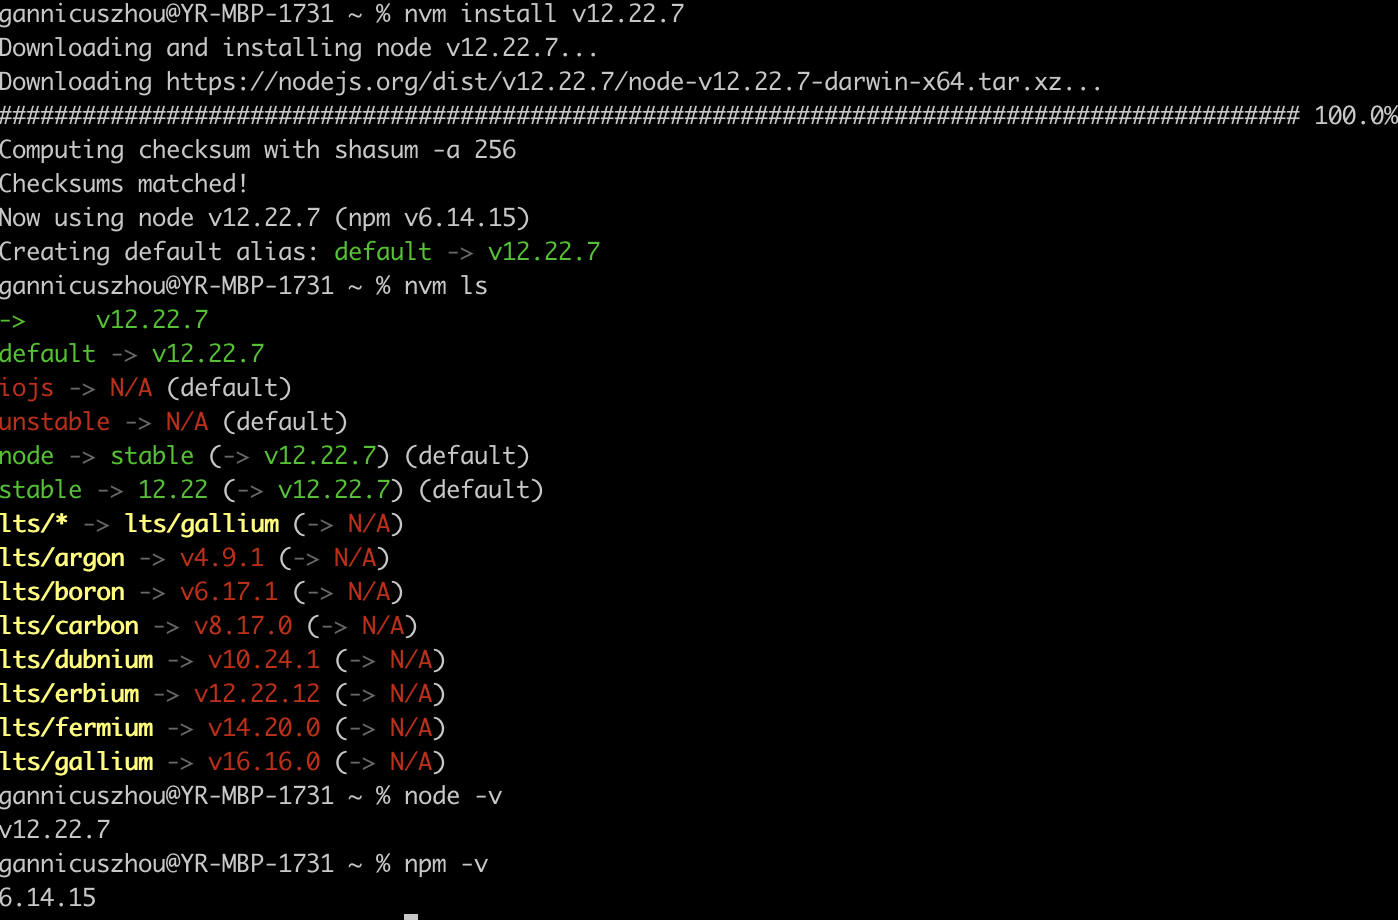 gannicuszhou@YR-MBP-1731 ~ % nvm install v12.22.7
Downloading and installing node v12.22.7...
Downloading https://nodejs.org/dist/v12.22.7/node-v12.22.7-darwin-x64.tar.xz...
############################################################################################# 100.0%
Computing checksum with shasum -a 256
Checksums matched!
Now using node v12.22.7 (npm v6.14.15)
Creating default alias: default -> v12.22.7
gannicuszhou@YR-MBP-1731 ~ % nvm ls
->     v12.22.7
default -> v12.22.7
iojs -> N/A (default)
unstable -> N/A (default)
node -> stable (-> v12.22.7) (default)
stable -> 12.22 (-> v12.22.7) (default)
lts/* -> lts/gallium (-> N/A)
lts/argon -> v4.9.1 (-> N/A)
lts/boron -> v6.17.1 (-> N/A)
lts/carbon -> v8.17.0 (-> N/A)
lts/dubnium -> v10.24.1 (-> N/A)
lts/erbium -> v12.22.12 (-> N/A)
lts/fermium -> v14.20.0 (-> N/A)
lts/gallium -> v16.16.0 (-> N/A)
gannicuszhou@YR-MBP-1731 ~ % node -v
v12.22.7
gannicuszhou@YR-MBP-1731 ~ % npm -v
6.14.15